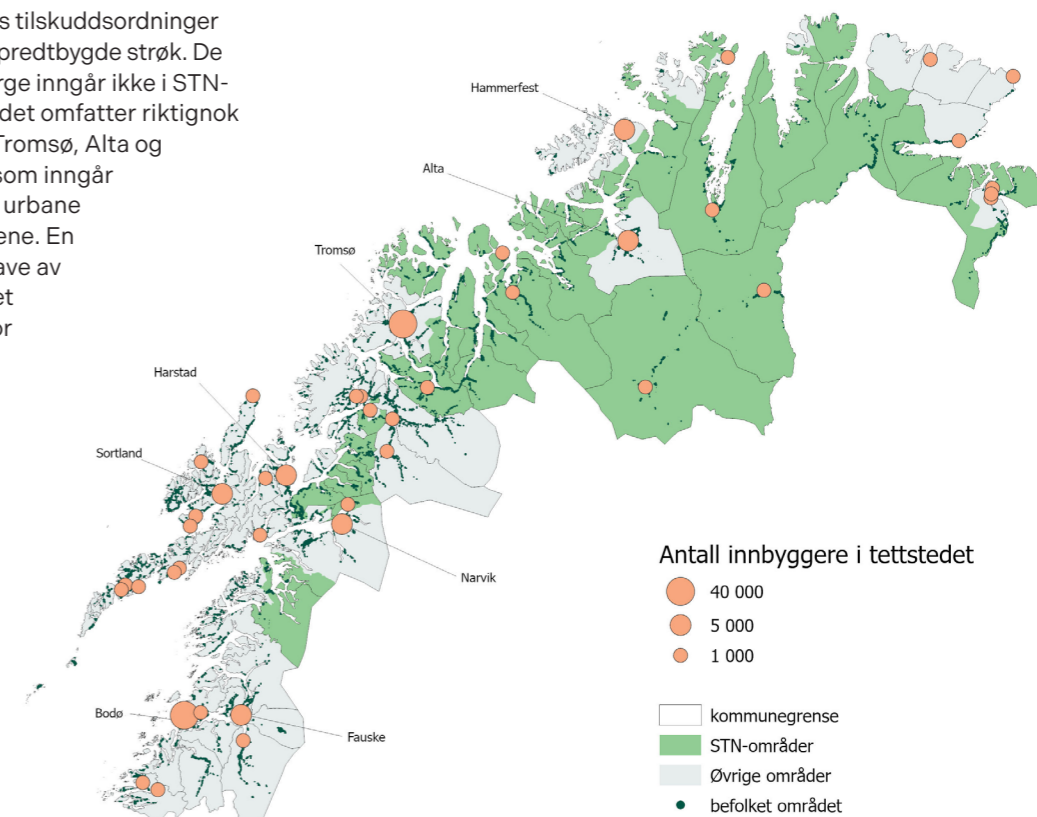 s tilskuddsordninger
predtbygde strøk. De
rge inngår ikke i STN-
det omfatter riktignok
Tromsø, Alta og
som inngår
urbane
ene. En
ave av
et
or
Hammerfest
Alta
Tromsø
Harstad
Sortland
Narvik
Bodø
Fauske
Antall innbyggere i tettstedet
40 000
5 000
1 000
kommunegrense
STN-områder
Øvrige områder
befolket området